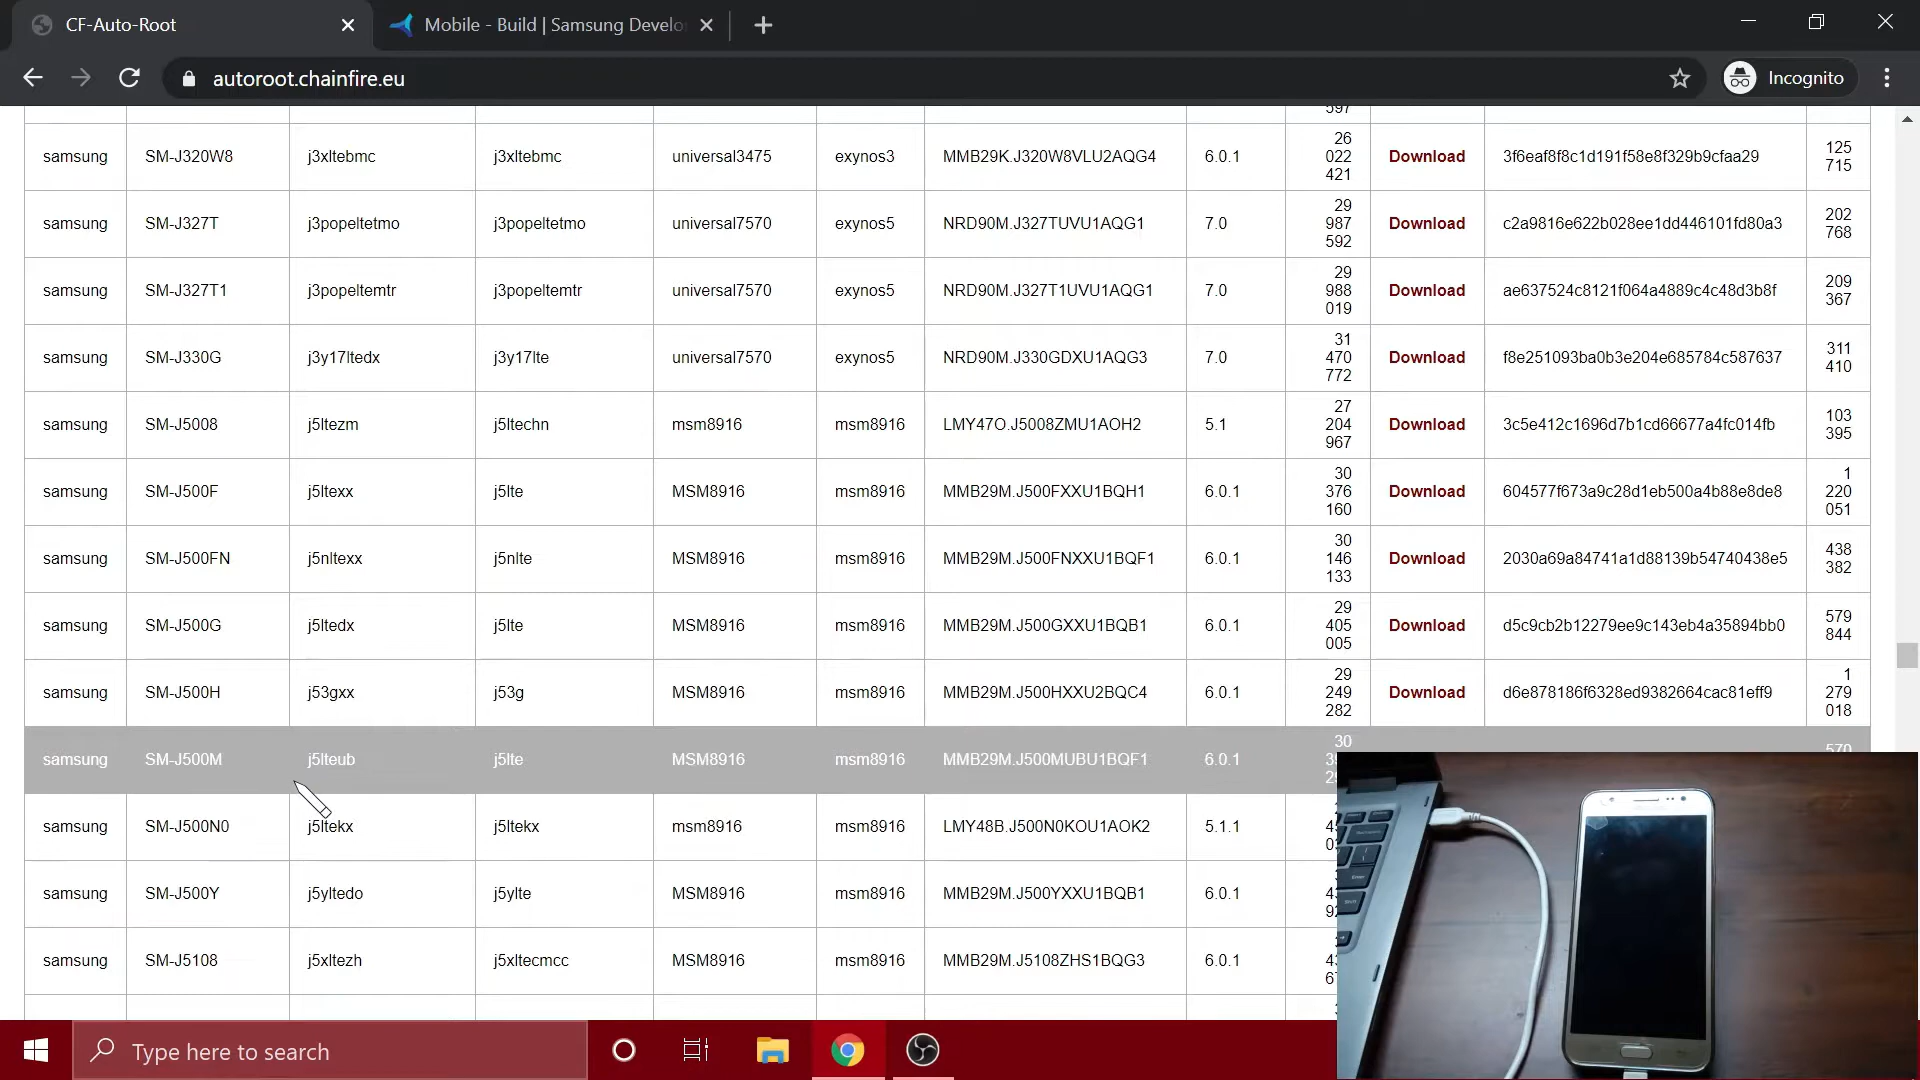 CF-Auto-Root
Mobile - Build | Samsung Develo
autoroot.chainfire.eu
Incognito
597
samsung SM-J320W8 j3xltebmc j3xltebmc universal3475 exynos3 MMB29K.J320W8VLU2AQG4 6.0.1 26 022 421 Download 3f6eaf8f8c1d191f58e8f329b9cfaa29 125 715
samsung SM-J327T j3popeltetmo j3popeltetmo universal7570 exynos5 NRD90M.J327TUVU1AQG1 7.0 29 987 592 Download c2a9816e622b028ee1dd446101fd80a3 202 768
samsung SM-J327T1 j3popeltemtr j3popeltemtr universal7570 exynos5 NRD90M.J327T1UVU1AQG1 7.0 29 988 019 Download ae637524c8121f064a4889c4c48d3b8f 209 367
samsung SM-J330G j3y17ltedx j3y17lte universal7570 exynos5 NRD90M.J330GDXU1AQG3 7.0 31 470 772 Download f8e251093ba0b3e204e685784c587637 311 410
samsung SM-J5008 j5ltezm j5ltechn msm8916 msm8916 LMY47O.J5008ZMU1AOH2 5.1 27 204 967 Download 3c5e412c1696d7b1cd66677a4fc014fb 103 395
samsung SM-J500F j5ltexx j5lte MSM8916 msm8916 MMB29M.J500FXXU1BQH1 6.0.1 30 376 160 Download 604577f673a9c28d1eb500a4b88e8de8 1 220 051
samsung SM-J500FN j5nltexx j5nlte MSM8916 msm8916 MMB29M.J500FNXXU1BQF1 6.0.1 30 146 133 Download 2030a69a84741a1d88139b54740438e5 438 382
samsung SM-J500G j5ltedx j5lte MSM8916 msm8916 MMB29M.J500GXXU1BQB1 6.0.1 29 405 005 Download d5c9cb2b12279ee9c143eb4a35894bb0 579 844
samsung SM-J500H j53gxx j53g MSM8916 msm8916 MMB29M.J500HXXU2BQC4 6.0.1 29 249 282 Download d6e878186f6328ed9382664cac81eff9 1 279 018
samsung SM-J500M j5lteub j5lte MSM8916 msm8916 MMB29M.J500MUBU1BQF1 6.0.1 30
samsung SM-J500N0 j5ltekx j5ltekx msm8916 msm8916 LMY48B.J500N0KOU1AOK2 5.1.1
samsung SM-J500Y j5yltedo j5ylte MSM8916 msm8916 MMB29M.J500YXXU1BQB1 6.0.1
samsung SM-J5108 j5xltezh j5xltecmcc MSM8916 msm8916 MMB29M.J5108ZHS1BQG3 6.0.1
Type here to search